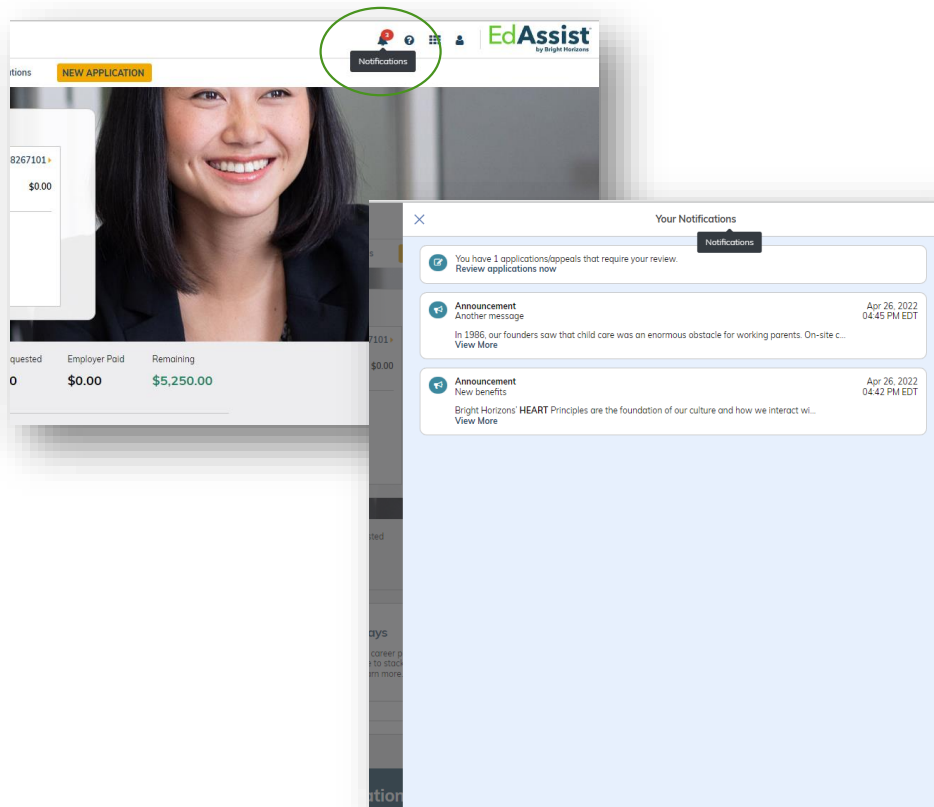 3
EdAssist
by Bright Horizons
Notifications
NEW APPLICATION
8267101
$0.00
Employer Paid
Remaining
0
$0.00
$5,250.00
Your Notifications
Notifications
You have 1 applications/appeals that require your review.
Review applications now
Announcement
Apr 26, 2022
Another message
04:45 PM EDT
In 1986, our founders saw that child care was an enormous obstacle for working parents. On-site c...
View More
Announcement
Apr 26, 2022
New benefits
04:42 PM EDT
Bright Horizons' HEART Principles are the foundation of our culture and how we interact wi...
View More
7101
$0.00
career p